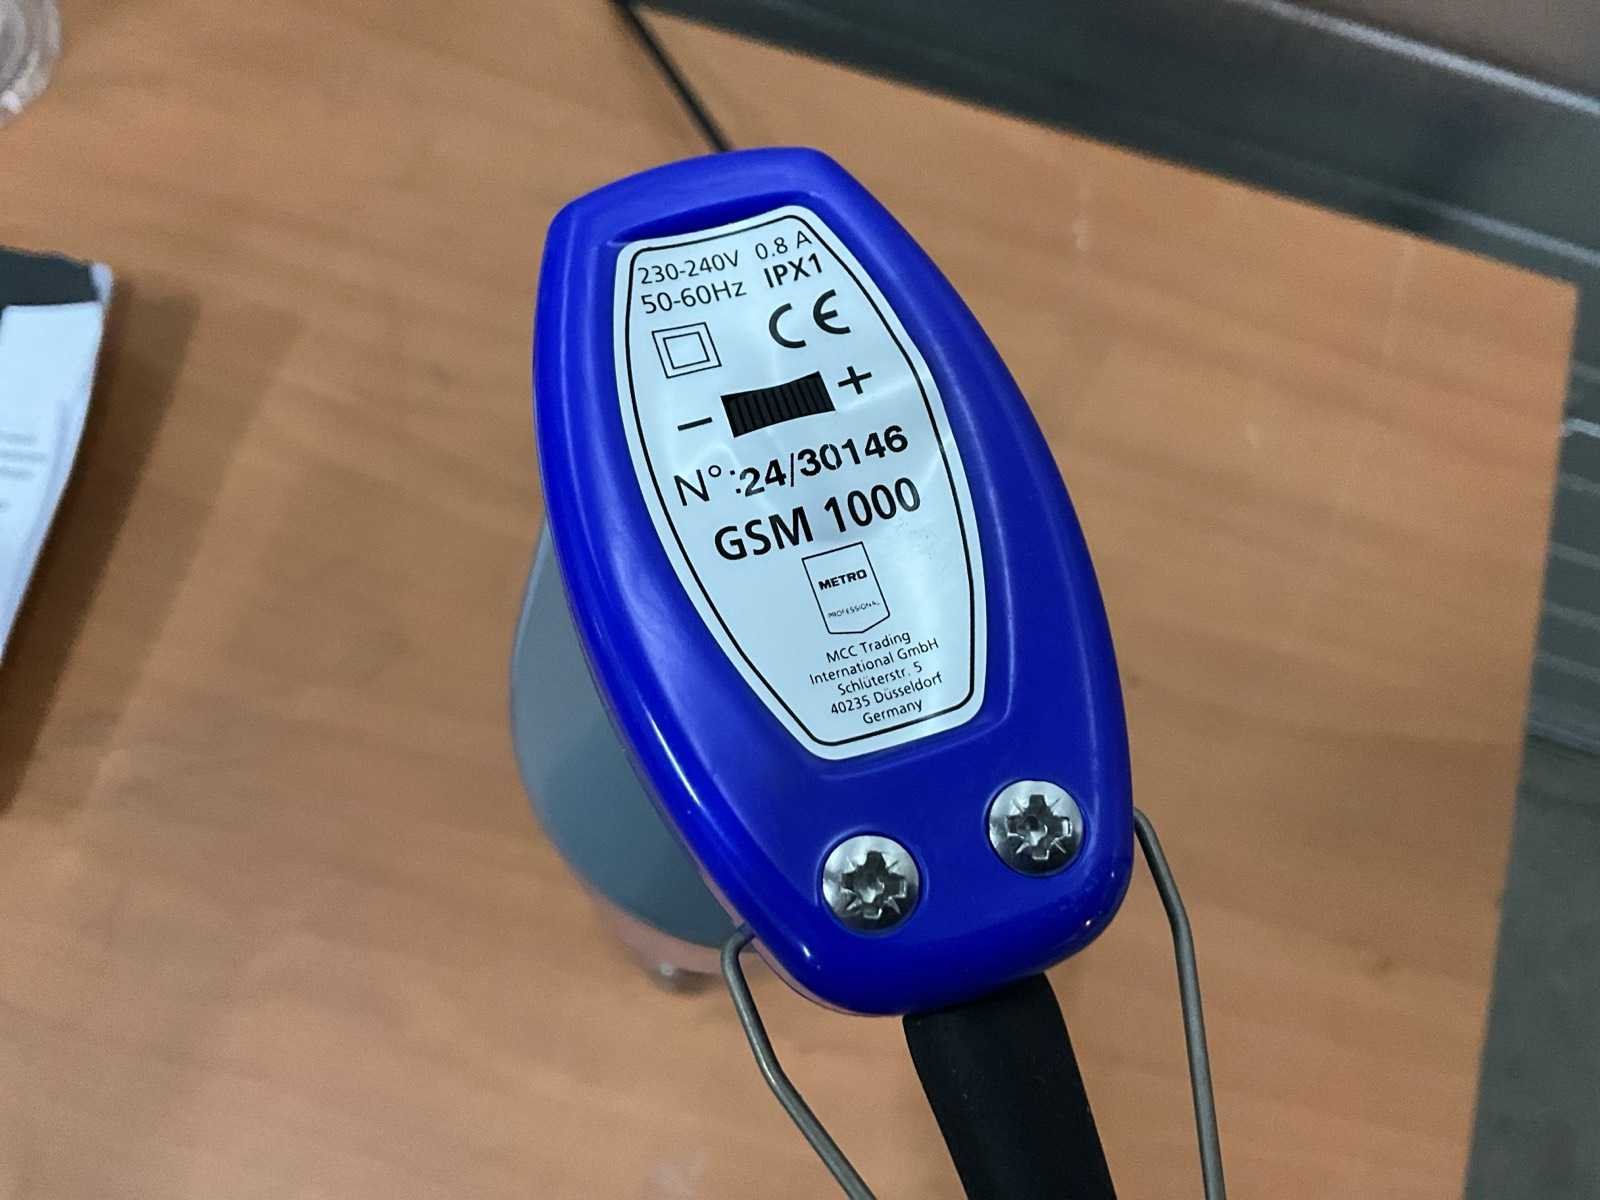 230-240V 0.8 A
50-60Hz IPX1
CE
− +
N°:24/30146
GSM 1000
METRO
PROFESSIONAL
MCC Trading
International GmbH
Schlüterstr. 5
40235 Düsseldorf
Germany